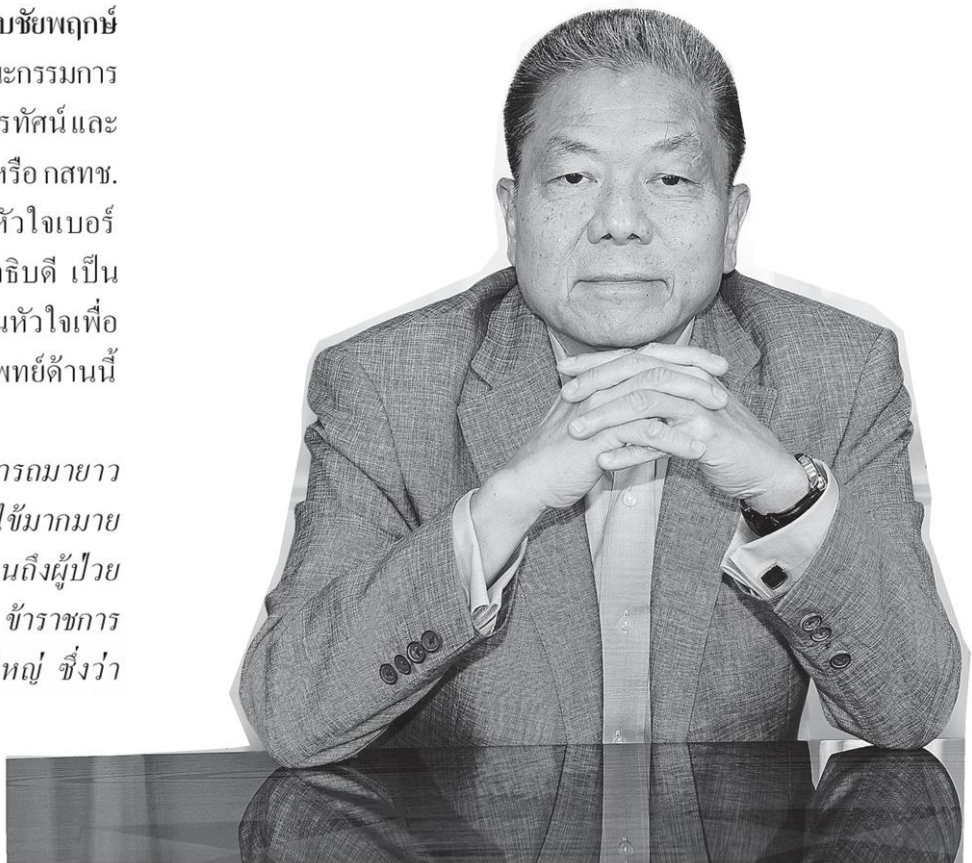 บชัยพฤกษ์
ะกรรมการ
รทัศน์และ
หรือ กสทช.
หัวใจเบอร์
าธิบดี เป็น
นหัวใจเพื่อ
พทย์ด้านนี้
ารถมายาว
ไข้มากมาย
นถึงผู้ป่วย
ข้าราชการ
หญ่ ซึ่งว่า